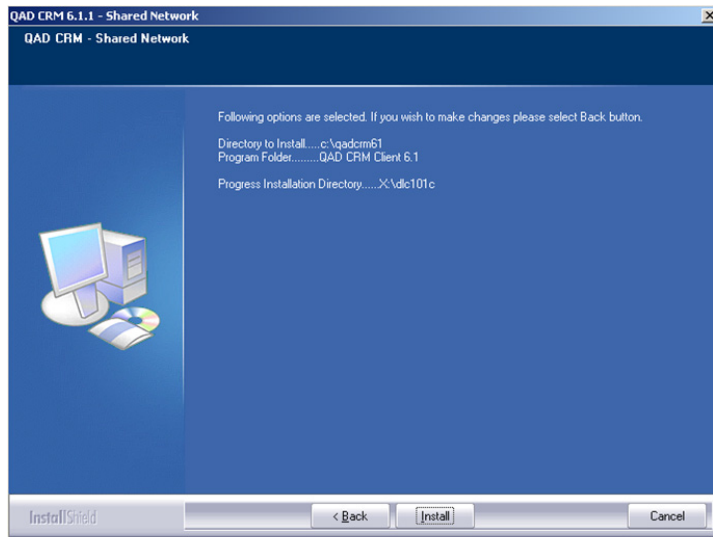 QAD CRM 6.1.1 - Shared Network
QAD CRM - Shared Network
Following options are selected. If you wish to make changes please select Back button.
Directory to Install.....c:\qadcrm61
Program Folder.........QAD CRM Client 6.1
Progress Installation Directory......X:\dlc101c
InstallShield
< Back
Install
Cancel